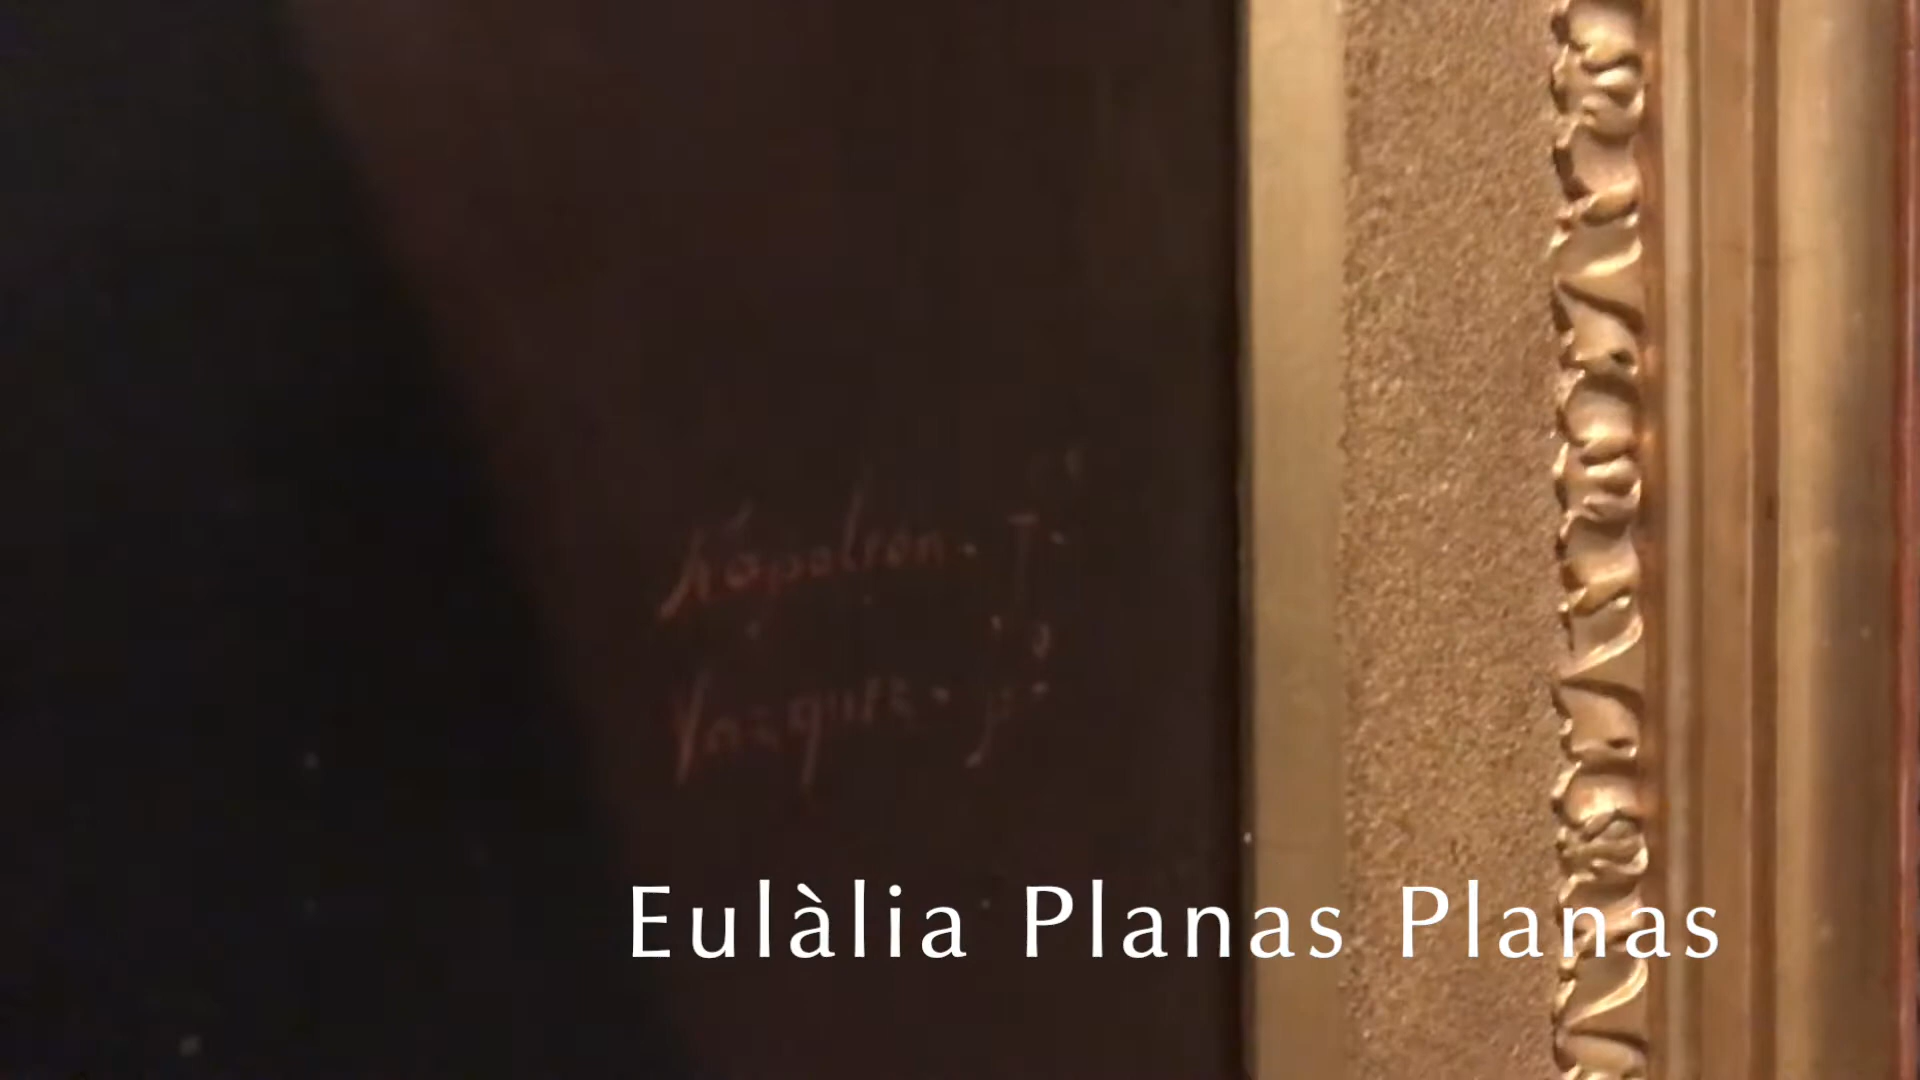 Napoleon. J.
Vazquez. p.
Eulàlia Planas Planas